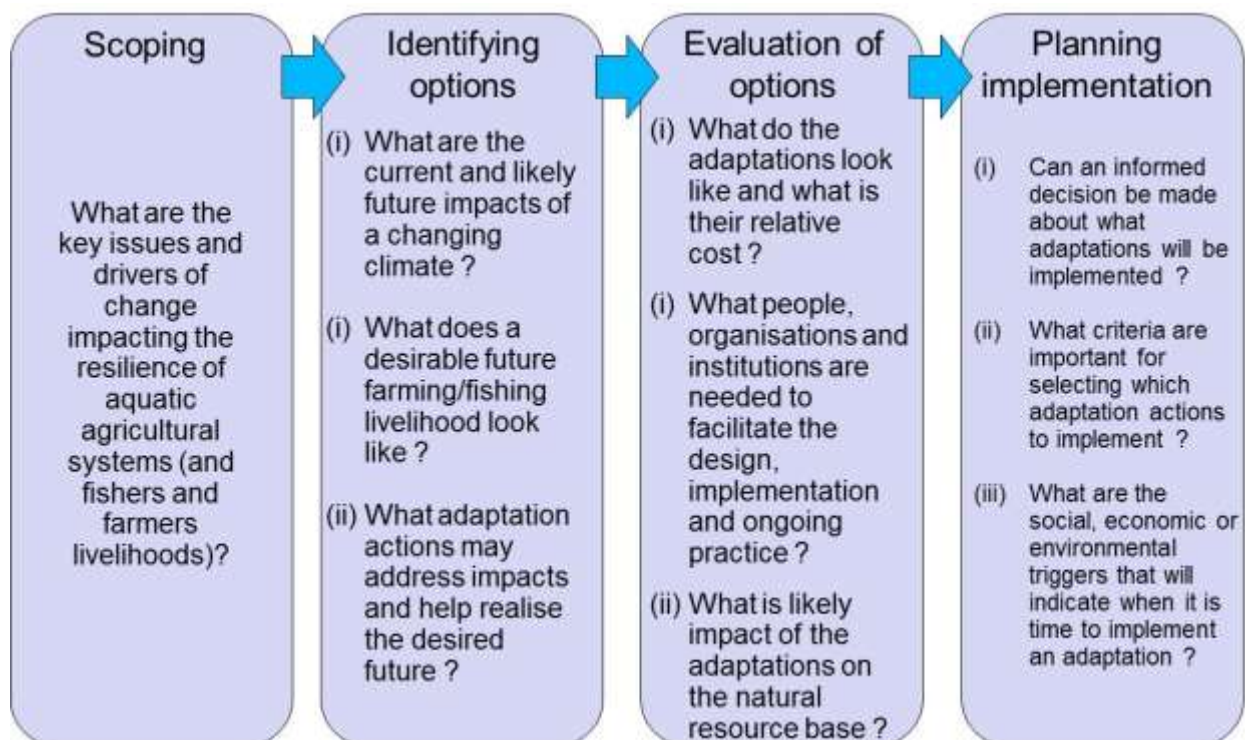 Scoping
What are the
key issues and
drivers of
change
impacting the
resilience of
aquatic
agricultural
systems (and
fishers and
farmers
livelihoods)?
Identifying
options
(i) What are the
current and likely
future impacts of
a changing
climate ?
(i) What does a
desirable future
farming/fishing
livelihood look
like ?
(ii) What adaptation
actions may
address impacts
and help realise
the desired
future ?
Evaluation of
options
(i) What do the
adaptations look
like and what is
their relative
cost ?
(i) What people,
organisations and
institutions are
needed to
facilitate the
design,
implementation
and ongoing
practice ?
(ii) What is likely
impact of the
adaptations on
the natural
resource base ?
Planning
implementation
(i) Can an informed
decision be made
about what
adaptations will be
implemented ?
(ii) What criteria are
important for
selecting which
adaptation actions
to implement ?
(iii) What are the
social, economic or
environmental
triggers that will
indicate when it is
time to implement
an adaptation ?